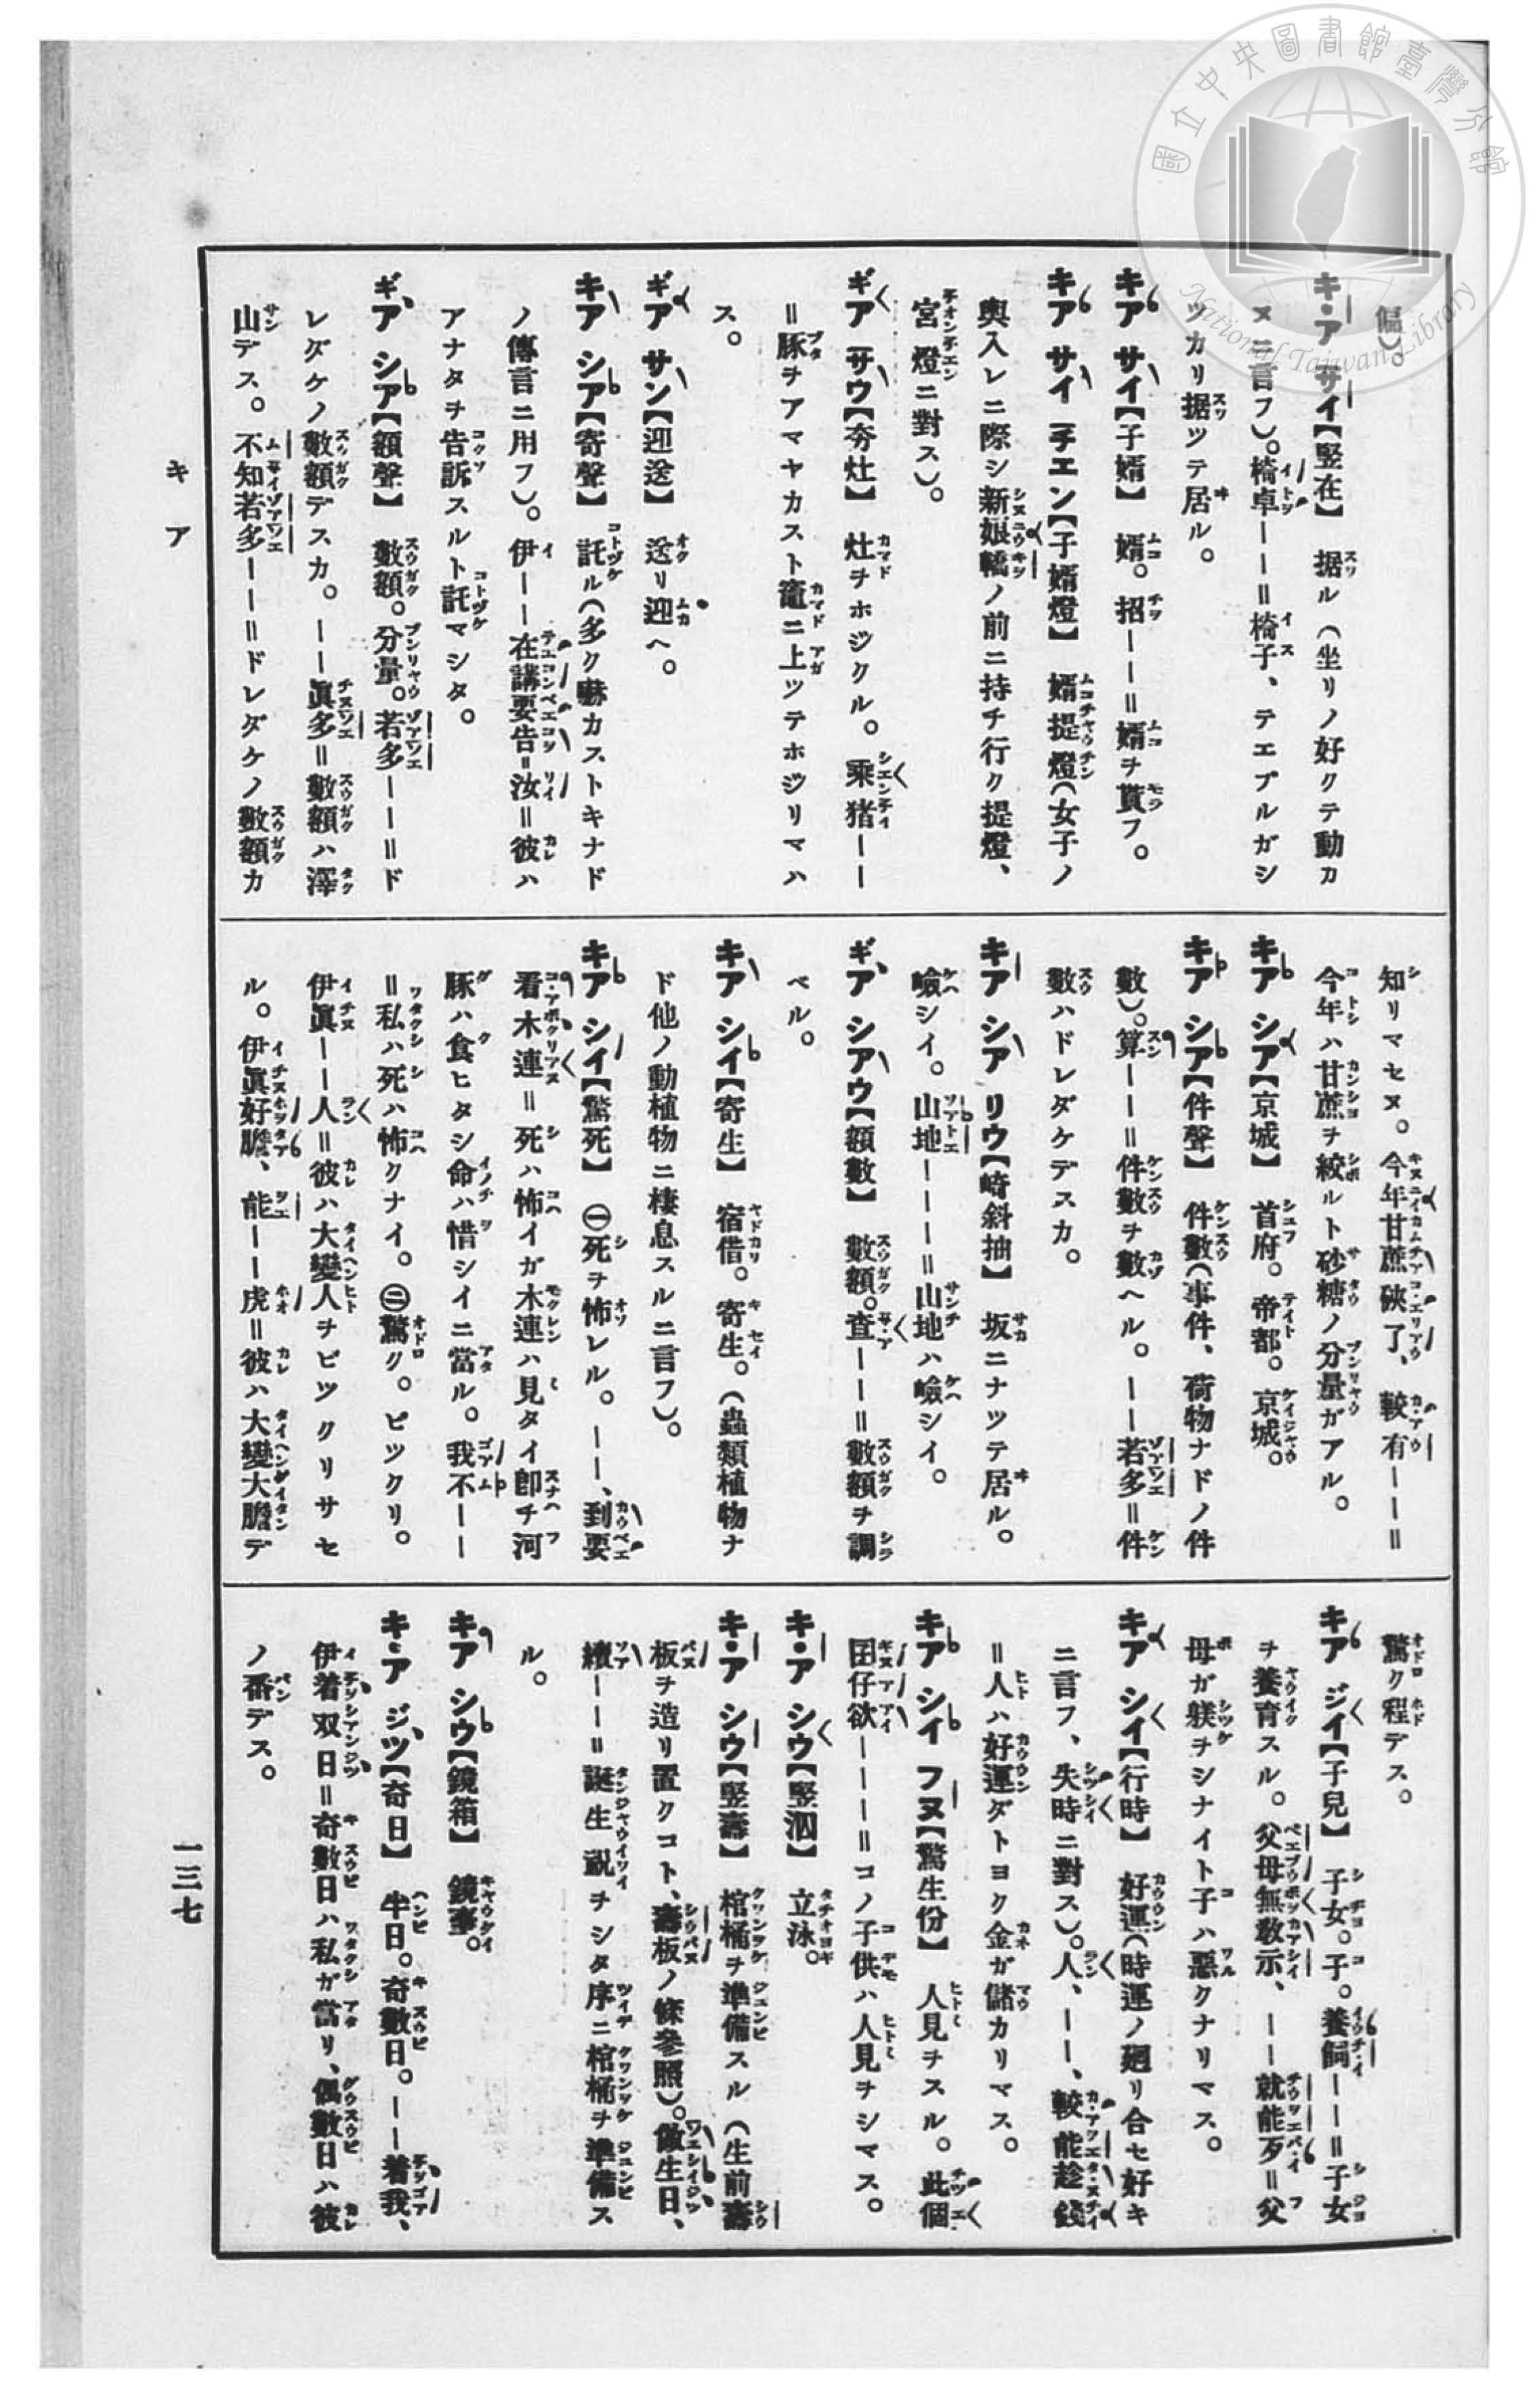 偏)。
キ・ア サイ【竪在】 据ル(坐リノ好クテ動カ
ヌニ言フ)。椅卓ーー＝椅子、テエブルガシ
ツカリ据ツテ居ル。
キア サイ【子婿】 婿。招ーー＝婿ヲ貰フ。
キア サイ チエン【子婿燈】 婿提燈(女子ノ
輿入レニ際シ新娘轎ノ前ニ持チ行ク提燈、
宮燈ニ對ス)。
ギア サウ【夯灶】 灶ヲホジクル。乘猪ーー
＝豚ヲアマヤカスト竈ニ上ツテホジリマハ
ス。
ギア サン【迎送】 送リ迎ヘ。
キア シア【寄聲】 託ル(多ク嚇カストキナド
ノ傳言ニ用フ)。伊ーー在講要告＝汝＝彼ハ
アナタヲ告訴スルト託マシタ。
ギア シア【額聲】 數額。分量。若多ーー＝ド
レダケノ數額デスカ。ーー眞多＝數額ハ澤
山デス。不知若多ーー＝ドレダケノ數額カ
知リマセヌ。今年甘蔗硤了、較有ーー＝
今年ハ甘蔗ヲ絞ルト砂糖ノ分量ガアル。
キア シア【京城】 首府。帝都。京城。
キア シア【件聲】 件數(事件、荷物ナドノ件
數)。算ーー＝件數ヲ數ヘル。ーー若多＝件
數ハドレダケデスカ。
キア シア リウ【崎斜抽】 坂ニナツテ居ル。
嶮シイ。山地ーーー＝山地ハ嶮シイ。
ギア シアウ【額數】 數額。査ーー＝數額ヲ調
ベル。
キア シイ【寄生】 宿借。寄生。(蟲類植物ナ
ド他ノ動植物ニ棲息スルニ言フ)。
キア シイ【驚死】 ㊀死ヲ怖レル。ーー、到要
看木連＝死ハ怖イガ木連ハ見タイ卽チ河
豚ハ食ヒタシ命ハ惜シイニ當ル。我不ーー
＝私ハ死ハ怖クナイ。㊁驚ク。ビツクリ。
伊眞ーー人＝彼ハ大變人ヲビツクリサセ
ル。伊眞好膽、能ーー虎＝彼ハ大變大膽デ
驚ク程デス。
キア ジイ【子兒】 子女。子。養飼ーー＝子女
ヲ養育スル。父母無敎示、ーー就能歹＝父
母ガ躾ヲシナイト子ハ惡クナリマス。
キア シイ【行時】 好運(時運ノ廻リ合セ好キ
ニ言フ、失時ニ對ス)。人、ーー、較能趁錢
＝人ハ好運ダトヨク金ガ儲カリマス。
キア シイ フヌ【驚生份】 人見ヲスル。此個
囝仔欲ーーー＝コノ子供ハ人見ヲシマス。
キ・ア シウ【竪泅】 立泳。
キ・ア シウ【竪壽】 棺桶ヲ準備スル(生前壽
板ヲ造リ置クコト、壽板ノ條參照)。做生日、
續ーー＝誕生祝ヲシタ序ニ棺桶ヲ準備ス
ル。
キア シウ【鏡箱】 鏡臺。
キ・ア ジツ【奇日】 半日。奇數日。ーー着我、
伊着双日＝奇數日ハ私ガ當リ、偶數日ハ彼
ノ番デス。
キア
一三七
國立中央圖書館臺灣分館
National Taiwan Library